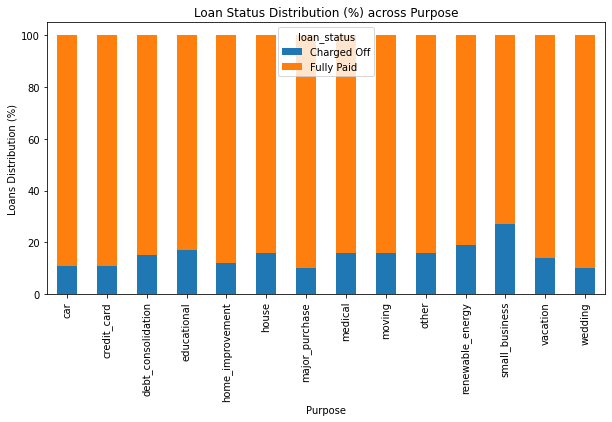 Loan Status Distribution (%) across Purpose
loan_status
Charged Off
Fully Paid
Loans Distribution (%)
100
80
60
40
20
0
car
credit_card
debt_consolidation
educational
home_improvement
house
major_purchase
medical
moving
other
renewable_energy
small_business
vacation
wedding
Purpose